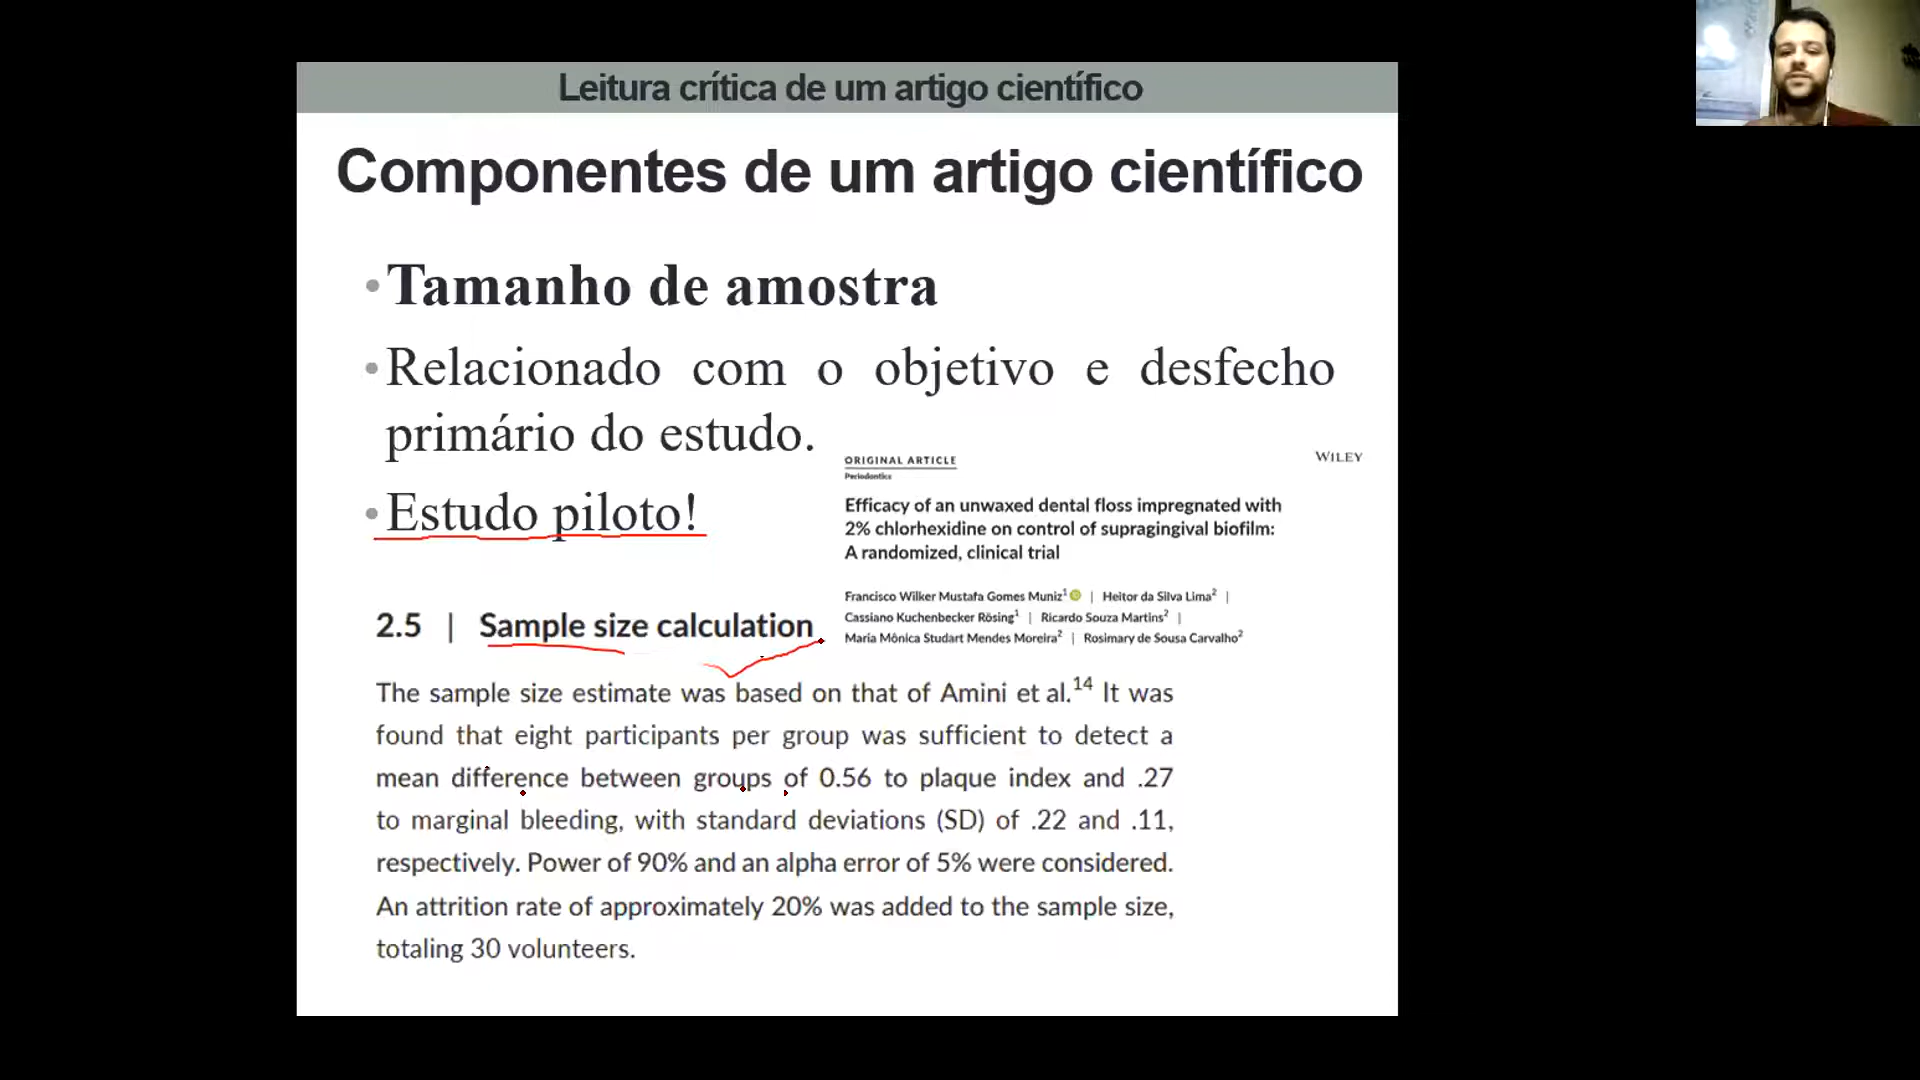 Leitura crítica de um artigo científico
Componentes de um artigo científico
•Tamanho de amostra
•Relacionado com o objetivo e desfecho
primário do estudo.
•Estudo piloto!
ORIGINAL ARTICLE
WILEY
Periodontics
Efficacy of an unwaxed dental floss impregnated with
2% chlorhexidine on control of supragingival biofilm:
A randomized, clinical trial
Francisco Wilker Mustafa Gomes Muniz1 | Heitor da Silva Lima2 |
Cassiano Kuchenbecker Rösing1 | Ricardo Souza Martins2 |
Maria Mônica Studart Mendes Moreira2 | Rosimary de Sousa Carvalho2
2.5 | Sample size calculation
The sample size estimate was based on that of Amini et al.14 It was
found that eight participants per group was sufficient to detect a
mean difference between groups of 0.56 to plaque index and .27
to marginal bleeding, with standard deviations (SD) of .22 and .11,
respectively. Power of 90% and an alpha error of 5% were considered.
An attrition rate of approximately 20% was added to the sample size,
totaling 30 volunteers.